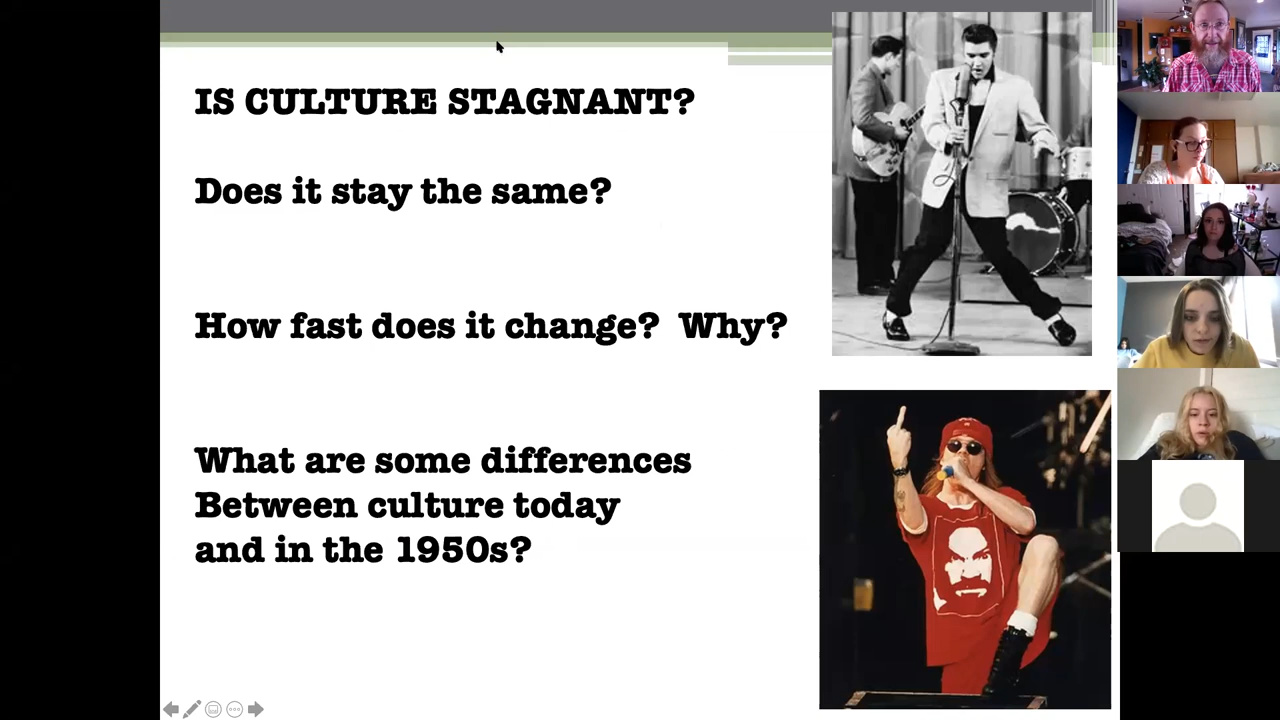 IS CULTURE STAGNANT?
Does it stay the same?
How fast does it change? Why?
What are some differences
Between culture today
and in the 1950s?